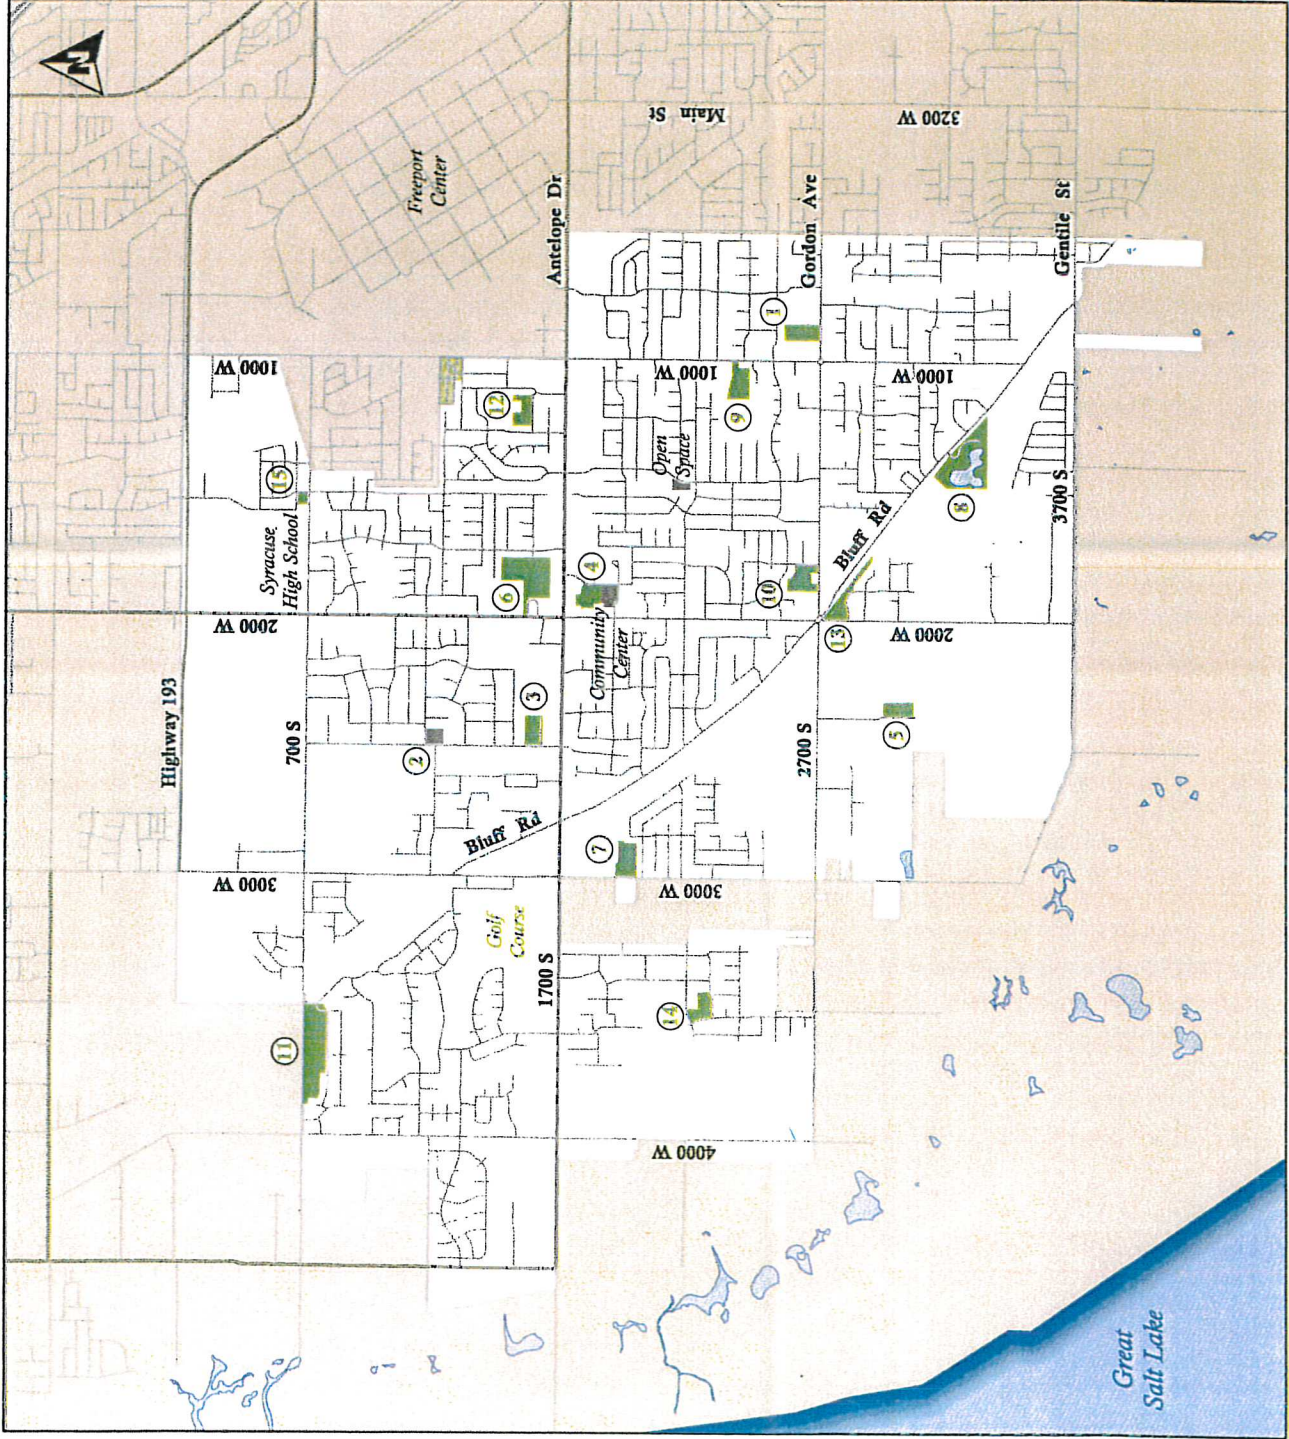 N
Freeport
Center
Main St
3200 W
Antelope Dr
Gordon Ave
Gentile St
1
1000 W
1000 W
1000 W
12
9
15
Open
Space
8
3700 S
Syracuse
High School
Bluff Rd
6
4
10
2000 W
Community
Center
13
2000 W
Highway 193
700 S
3
2
2700 S
5
Bluff Rd
7
3000 W
3000 W
Golf
Course
1700 S
14
11
4000 W
Great
Salt Lake